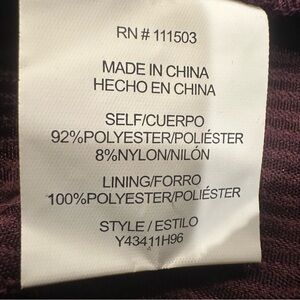 RN # 111503
MADE IN CHINA
HECHO EN CHINA
SELF/CUERPO
92%POLYESTER/POLIÉSTER
8%NYLON/NILÓN
LINING/FORRO
100%POLYESTER/POLIÉSTER
STYLE / ESTILO
Y43411H96